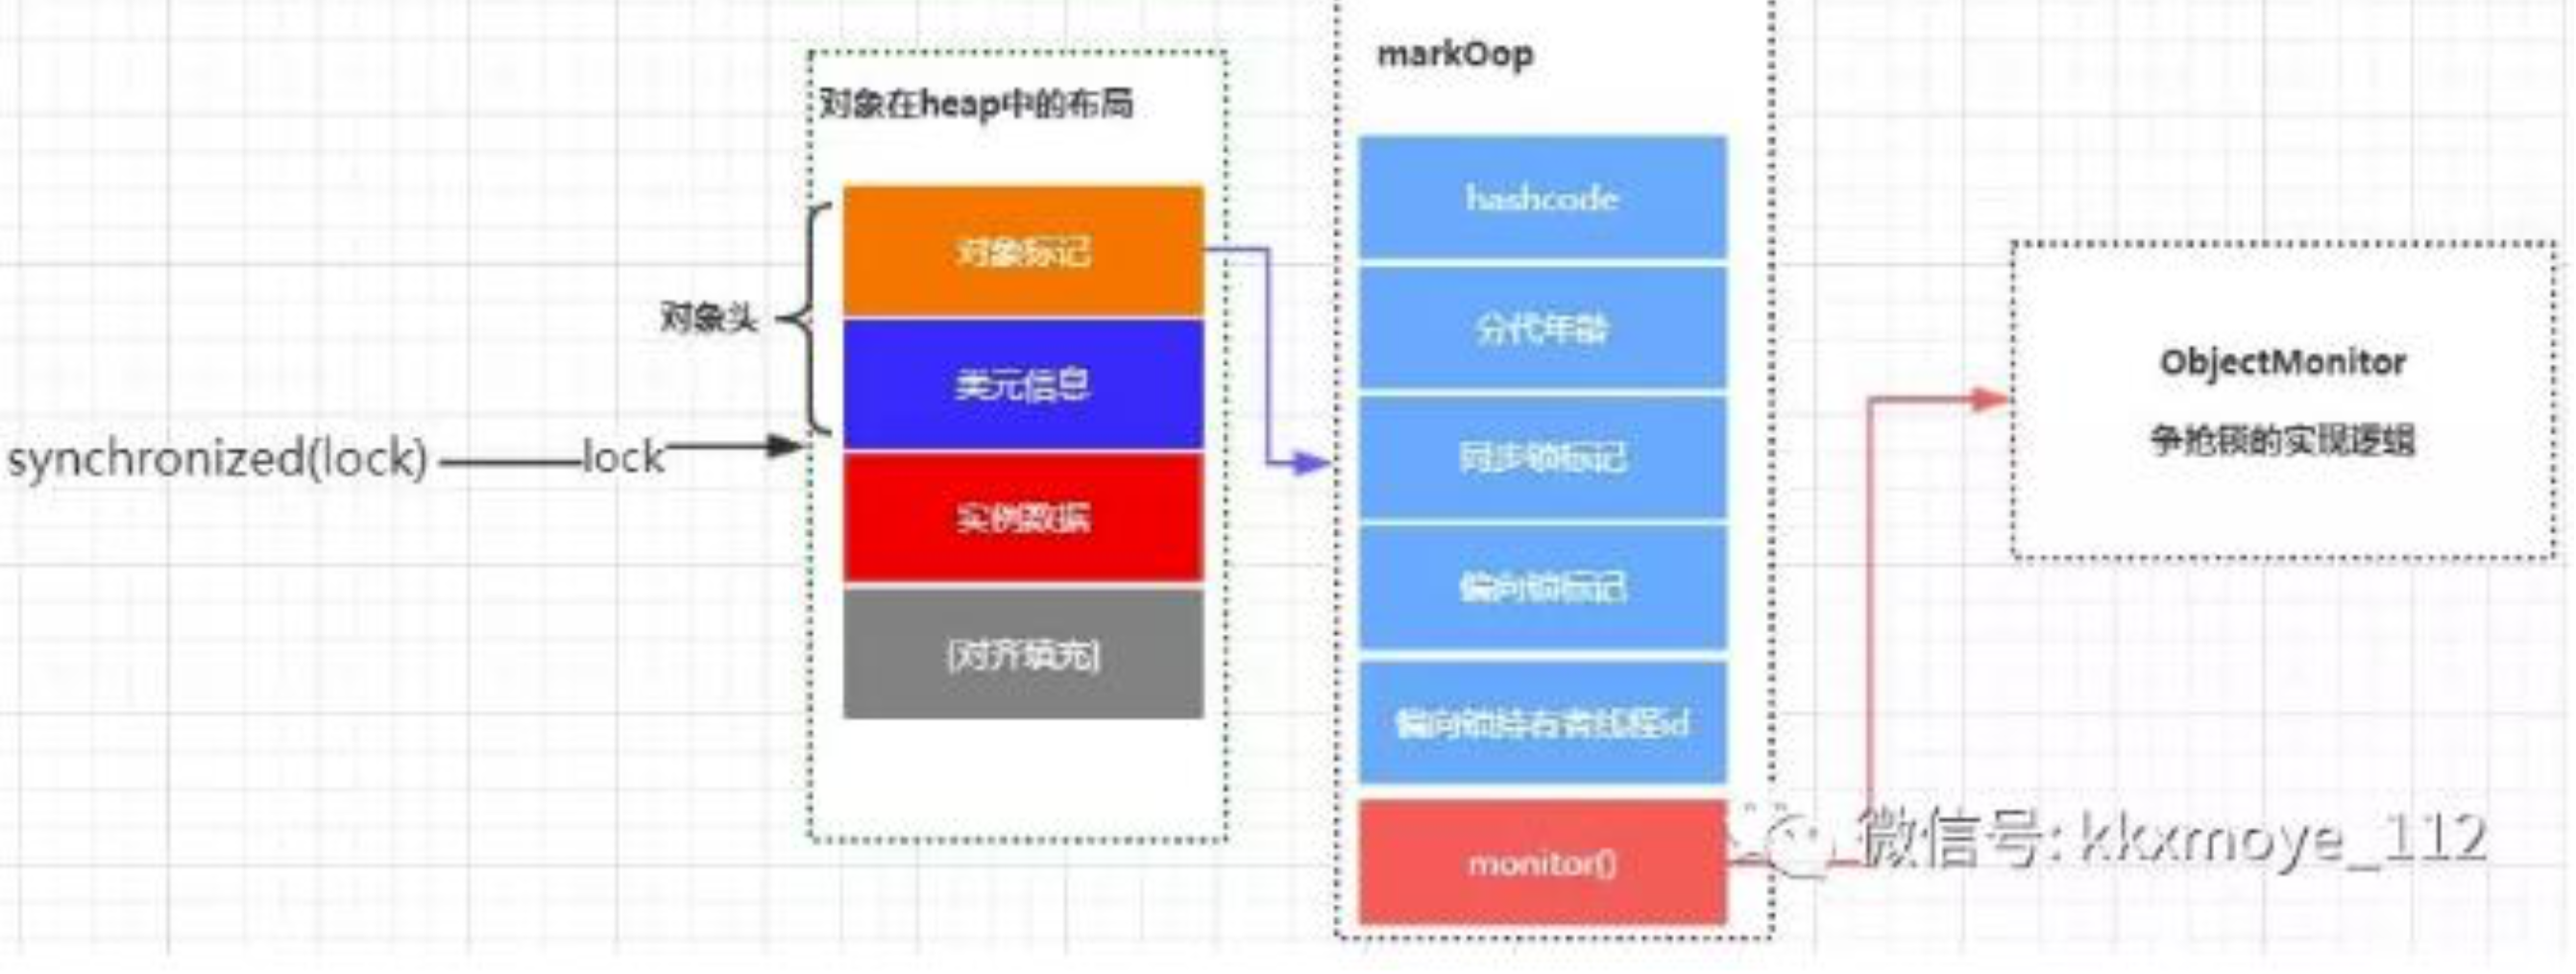 synchronized(lock)
lock
对象头
对象在heap中的布局
对象标记
类元信息
实例数据
[对齐填充]
markOop
hashcode
分代年龄
同步锁标记
偏向锁标记
偏向锁持有者线程id
monitor()
ObjectMonitor
争抢锁的实现逻辑
微信号: kkxmoye_112